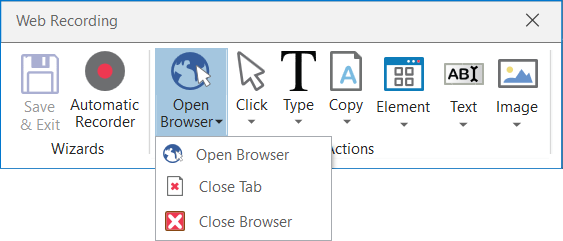 Web Recording
Save
& Exit
Automatic
Recorder
Open
Browser
Click
Type
Copy
Element
Text
Image
A
ABI
Wizards
Actions
Open Browser
Close Tab
Close Browser